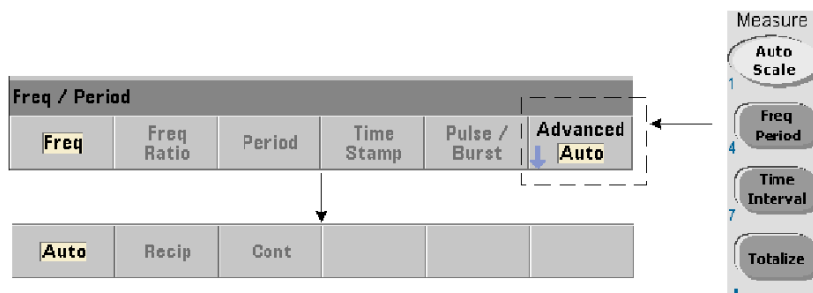 Measure
Auto
Scale
1
Freq / Period
Freq
Freq
Ratio
Period
Time
Stamp
Pulse /
Burst
Advanced
Auto
Freq
Period
4
Time
Interval
7
Totalize
Auto
Recip
Cont